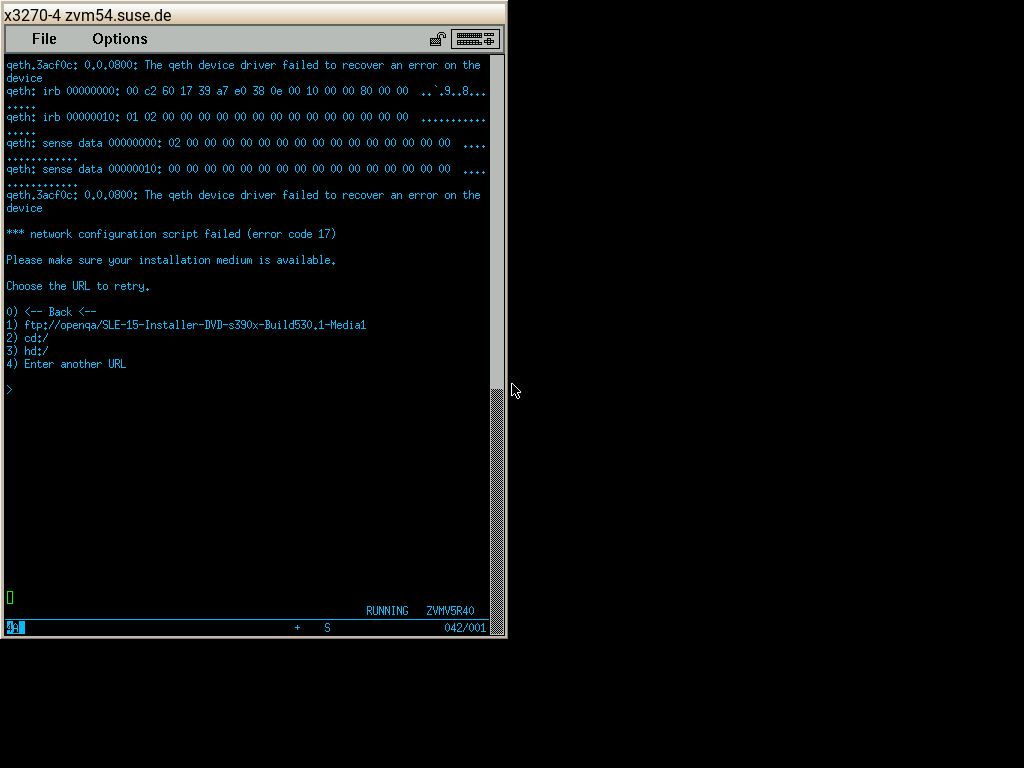 x3270-4 zvm54.suse.de
File Options
qeth.3acf0c: 0.0.0800: The qeth device driver failed to recover an error on the
device
qeth: irb 00000000: 00 c2 60 17 39 a7 e0 38 0e 00 10 00 00 80 00 00  ..`.9..8...
.....
qeth: irb 00000010: 01 02 00 00 00 00 00 00 00 00 00 00 00 00 00 00  ...........
.....
qeth: sense data 00000000: 02 00 00 00 00 00 00 00 00 00 00 00 00 00 00 00  ....
............
qeth: sense data 00000010: 00 00 00 00 00 00 00 00 00 00 00 00 00 00 00 00  ....
............
qeth.3acf0c: 0.0.0800: The qeth device driver failed to recover an error on the
device
*** network configuration script failed (error code 17)
Please make sure your installation medium is available.
Choose the URL to retry.
0) <-- Back <--
1) ftp://openqa/SLE-15-Installer-DVD-s390x-Build530.1-Media1
2) cd:/
3) hd:/
4) Enter another URL
>
RUNNING ZVMV5R40
4A + S 042/001